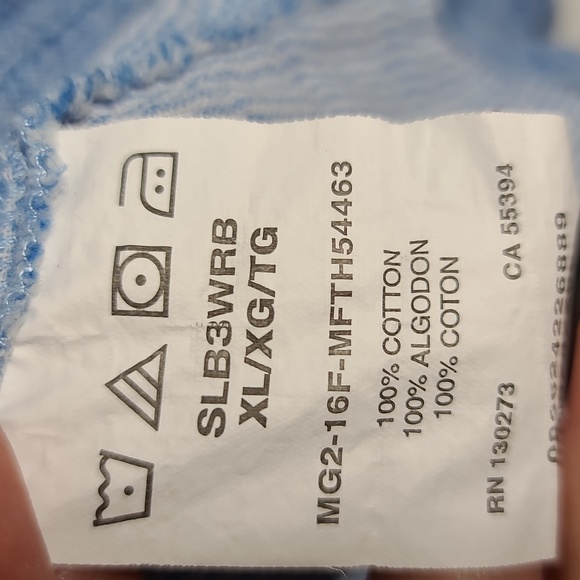 SLB3WRB
XL/XG/TG
MG2-16F-MFTH54463
100% COTTON
100% ALGODON
100% COTON
RN 130273 CA 55394